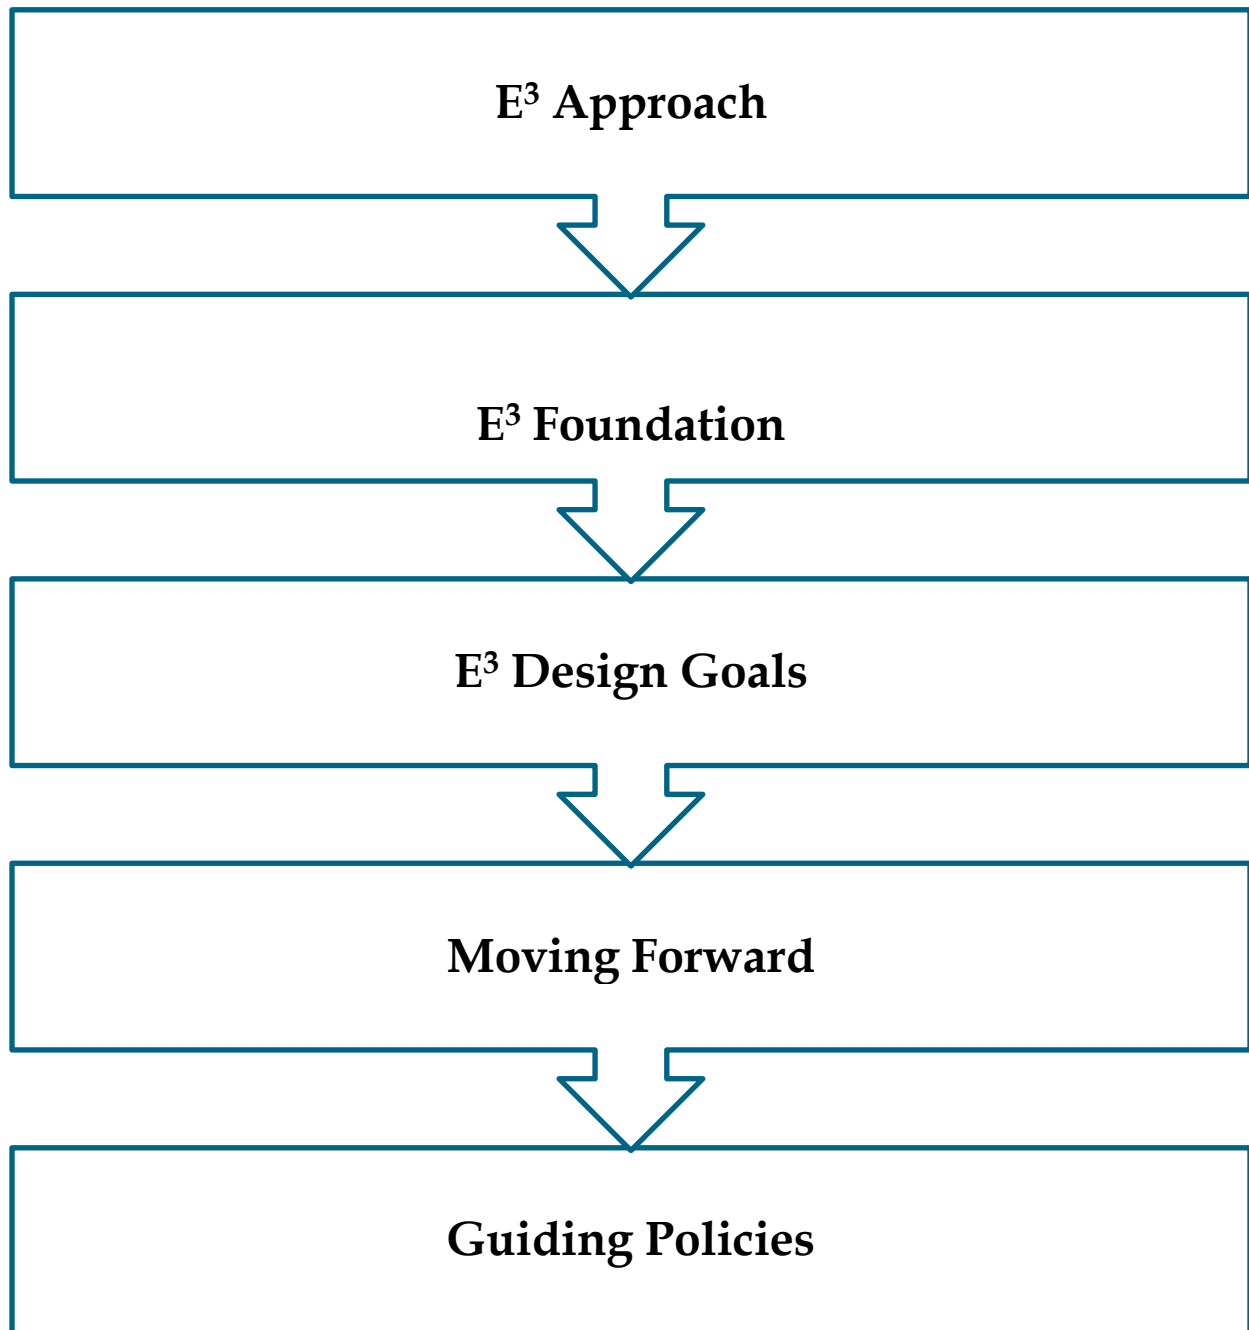 E³ Approach
E³ Foundation
E³ Design Goals
Moving Forward
Guiding Policies